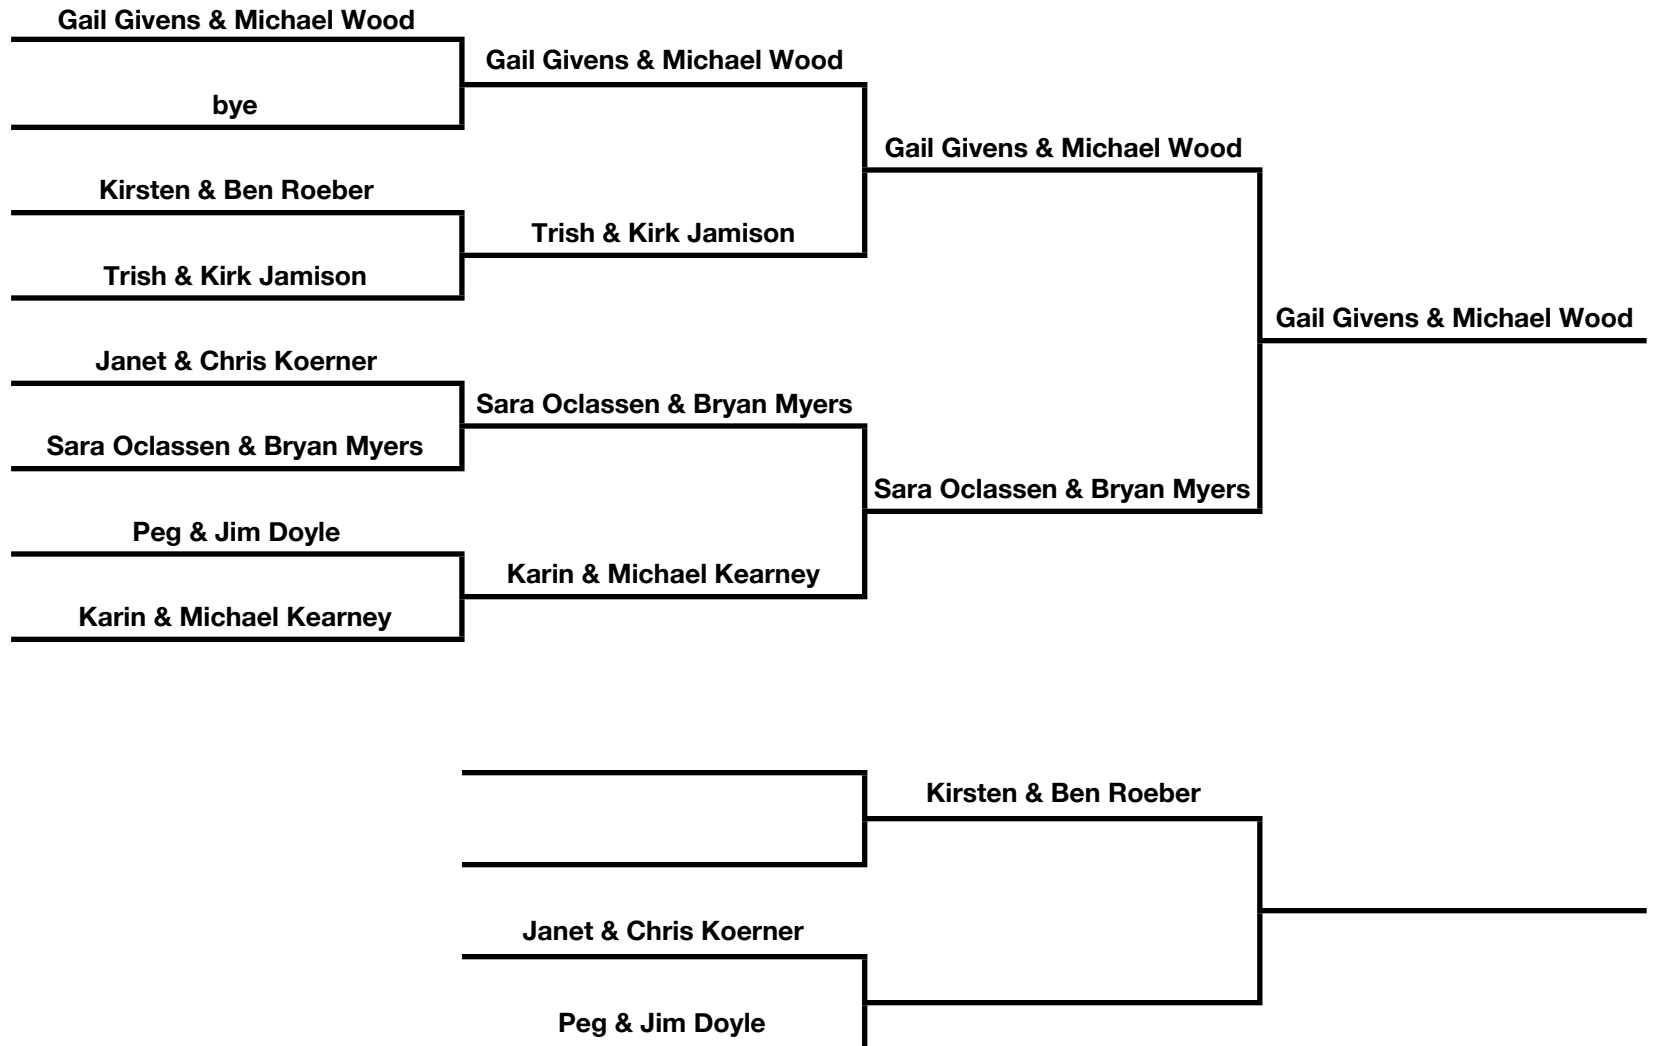 Gail Givens & Michael Wood
bye
Kirsten & Ben Roeber
Trish & Kirk Jamison
Janet & Chris Koerner
Sara Oclassen & Bryan Myers
Peg & Jim Doyle
Karin & Michael Kearney
Gail Givens & Michael Wood
Trish & Kirk Jamison
Sara Oclassen & Bryan Myers
Karin & Michael Kearney
Gail Givens & Michael Wood
Sara Oclassen & Bryan Myers
Gail Givens & Michael Wood
Janet & Chris Koerner
Peg & Jim Doyle
Kirsten & Ben Roeber